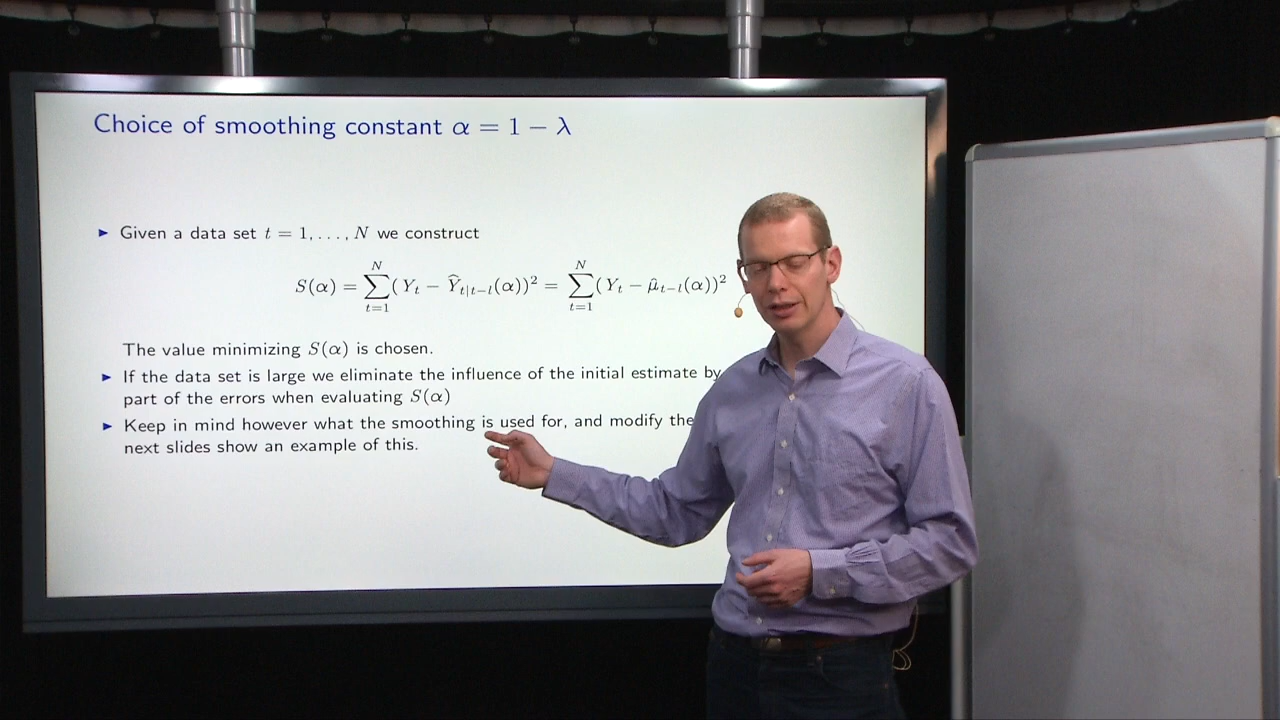 Choice of smoothing constant α = 1 − λ
► Given a data set t = 1, . . . , N we construct
S(α) = ∑_{t=1}^{N} (Y_t − Ŷ_{t|t−l}(α))² = ∑_{t=1}^{N} (Y_t − μ̂_{t−l}(α))²
The value minimizing S(α) is chosen.
► If the data set is large we eliminate the influence of the initial estimate by
part of the errors when evaluating S(α)
► Keep in mind however what the smoothing is used for, and modify the
next slides show an example of this.